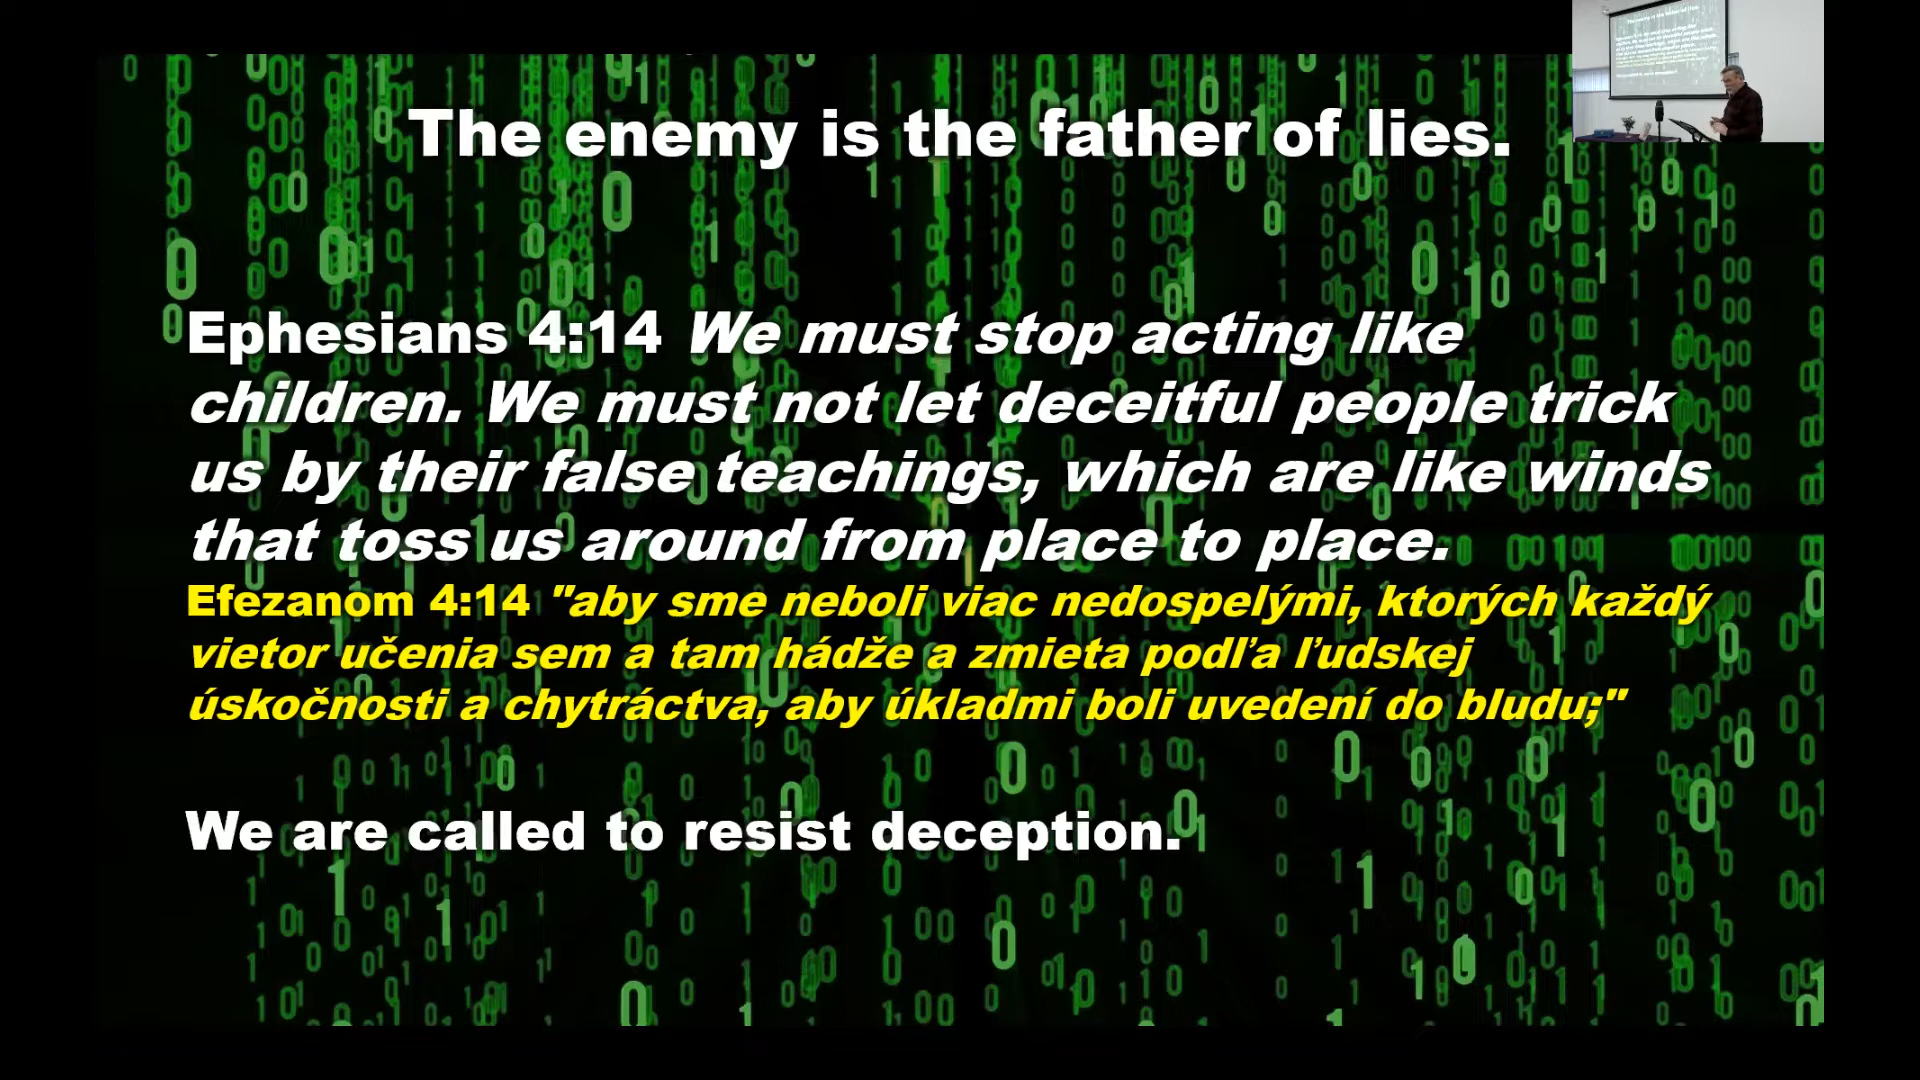 The enemy is the father of lies.
Ephesians 4:14 We must stop acting like
children. We must not let deceitful people trick
us by their false teachings, which are like winds
that toss us around from place to place.
Efezanom 4:14 "aby sme neboli viac nedospelými, ktorých každý
vietor učenia sem a tam hádže a zmieta podľa ľudskej
úskočnosti a chytráctva, aby úkladmi boli uvedení do bludu;"
We are called to resist deception.